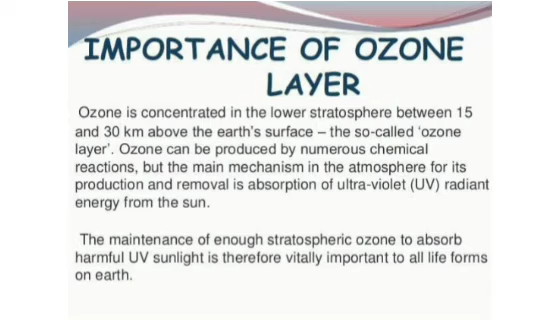 IMPORTANCE OF OZONE
LAYER
Ozone is concentrated in the lower stratosphere between 15
and 30 km above the earth's surface – the so-called 'ozone
layer'. Ozone can be produced by numerous chemical
reactions, but the main mechanism in the atmosphere for its
production and removal is absorption of ultra-violet (UV) radiant
energy from the sun.
The maintenance of enough stratospheric ozone to absorb
harmful UV sunlight is therefore vitally important to all life forms
on earth.